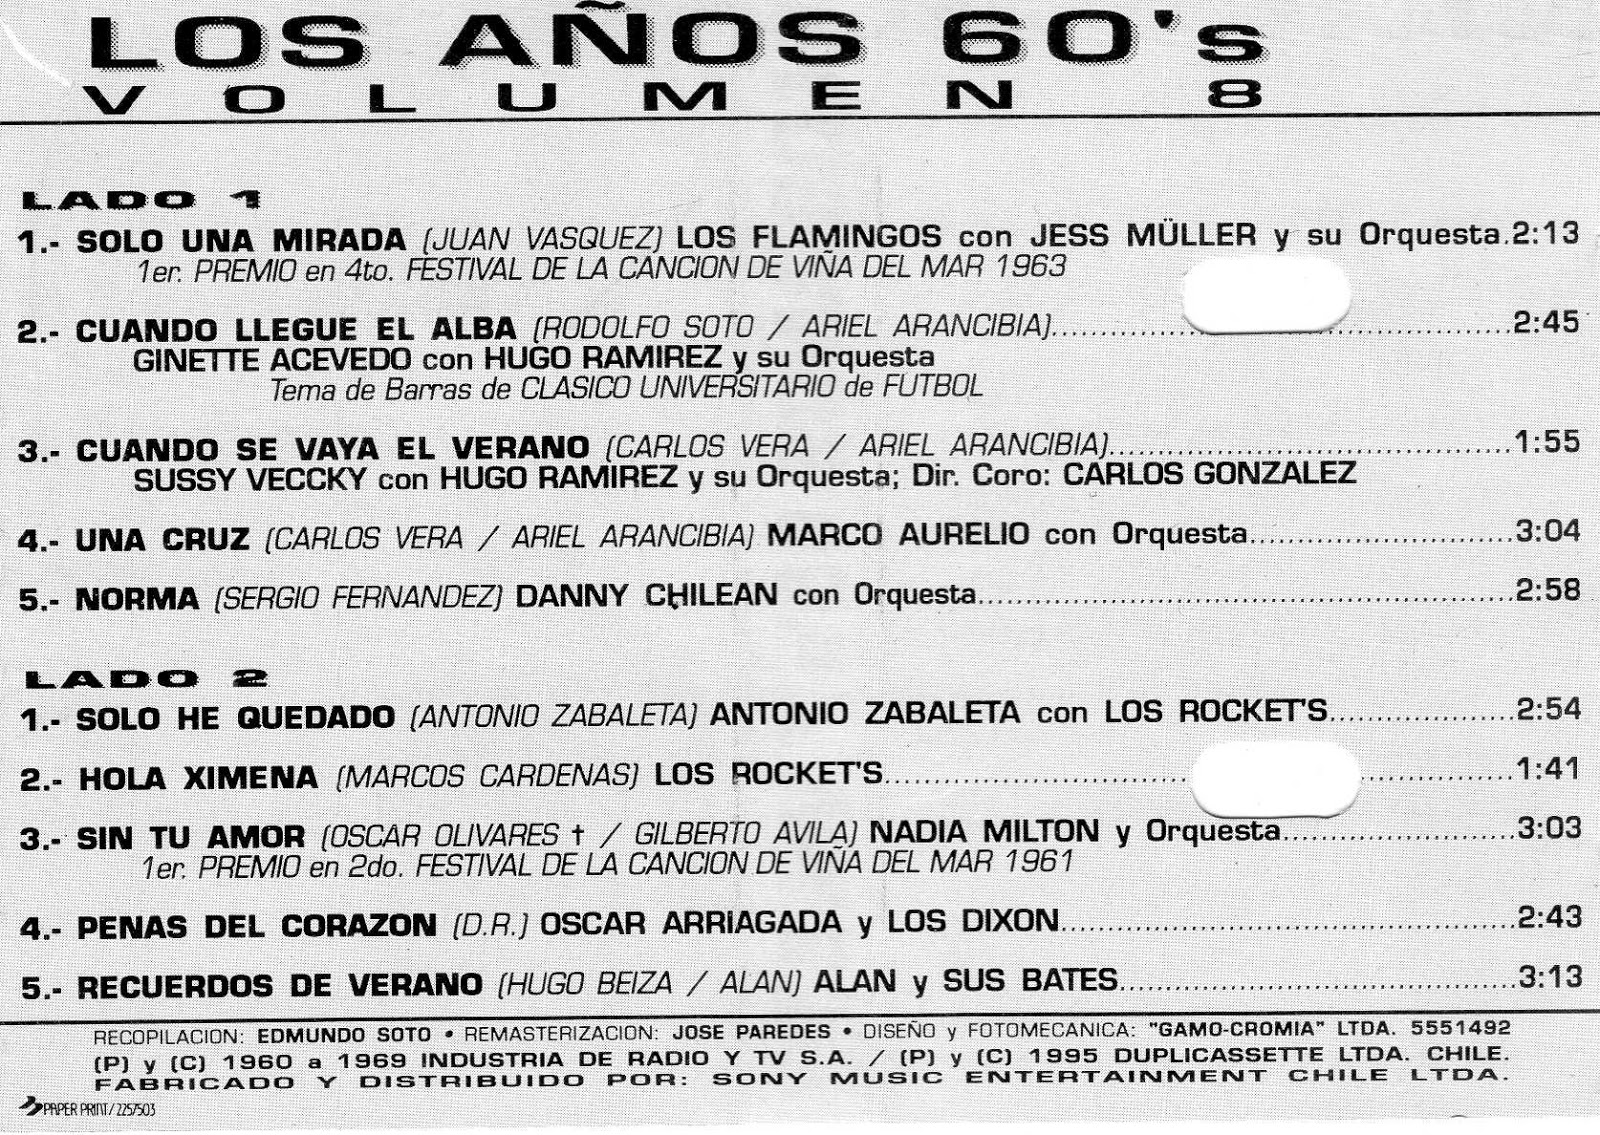 LOS AÑOS 60's
VOLUMEN 8
LADO 1
1.- SOLO UNA MIRADA (JUAN VASQUEZ) LOS FLAMINGOS con JESS MÜLLER y su Orquesta.2:13
1er. PREMIO en 4to. FESTIVAL DE LA CANCION DE VIÑA DEL MAR 1963
2.- CUANDO LLEGUE EL ALBA (RODOLFO SOTO / ARIEL ARANCIBIA)..............................2:45
GINETTE ACEVEDO con HUGO RAMIREZ y su Orquesta
Tema de Barras de CLASICO UNIVERSITARIO de FUTBOL
3.- CUANDO SE VAYA EL VERANO (CARLOS VERA / ARIEL ARANCIBIA)..............................1:55
SUSSY VECCKY con HUGO RAMIREZ y su Orquesta; Dir. Coro: CARLOS GONZALEZ
4.- UNA CRUZ (CARLOS VERA / ARIEL ARANCIBIA) MARCO AURELIO con Orquesta..............................3:04
5.- NORMA (SERGIO FERNANDEZ) DANNY CHILEAN con Orquesta..............................2:58
LADO 2
1.- SOLO HE QUEDADO (ANTONIO ZABALETA) ANTONIO ZABALETA con LOS ROCKET'S....................2:54
2.- HOLA XIMENA (MARCOS CARDENAS) LOS ROCKET'S..............................1:41
3.- SIN TU AMOR (OSCAR OLIVARES † / GILBERTO AVILA) NADIA MILTON y Orquesta..............................3:03
1er. PREMIO en 2do. FESTIVAL DE LA CANCION DE VIÑA DEL MAR 1961
4.- PENAS DEL CORAZON (D.R.) OSCAR ARRIAGADA y LOS DIXON..............................2:43
5.- RECUERDOS DE VERANO (HUGO BEIZA / ALAN) ALAN y SUS BATES..............................3:13
RECOPILACION: EDMUNDO SOTO • REMASTERIZACION: JOSE PAREDES • DISEÑO y FOTOMECANICA: "GAMO-CROMIA" LTDA. 5551492
(P) y (C) 1960 a 1969 INDUSTRIA DE RADIO Y TV S.A. / (P) y (C) 1995 DUPLICASSETTE LTDA. CHILE.
FABRICADO Y DISTRIBUIDO POR: SONY MUSIC ENTERTAINMENT CHILE LTDA.
PAPER PRINT/2257503